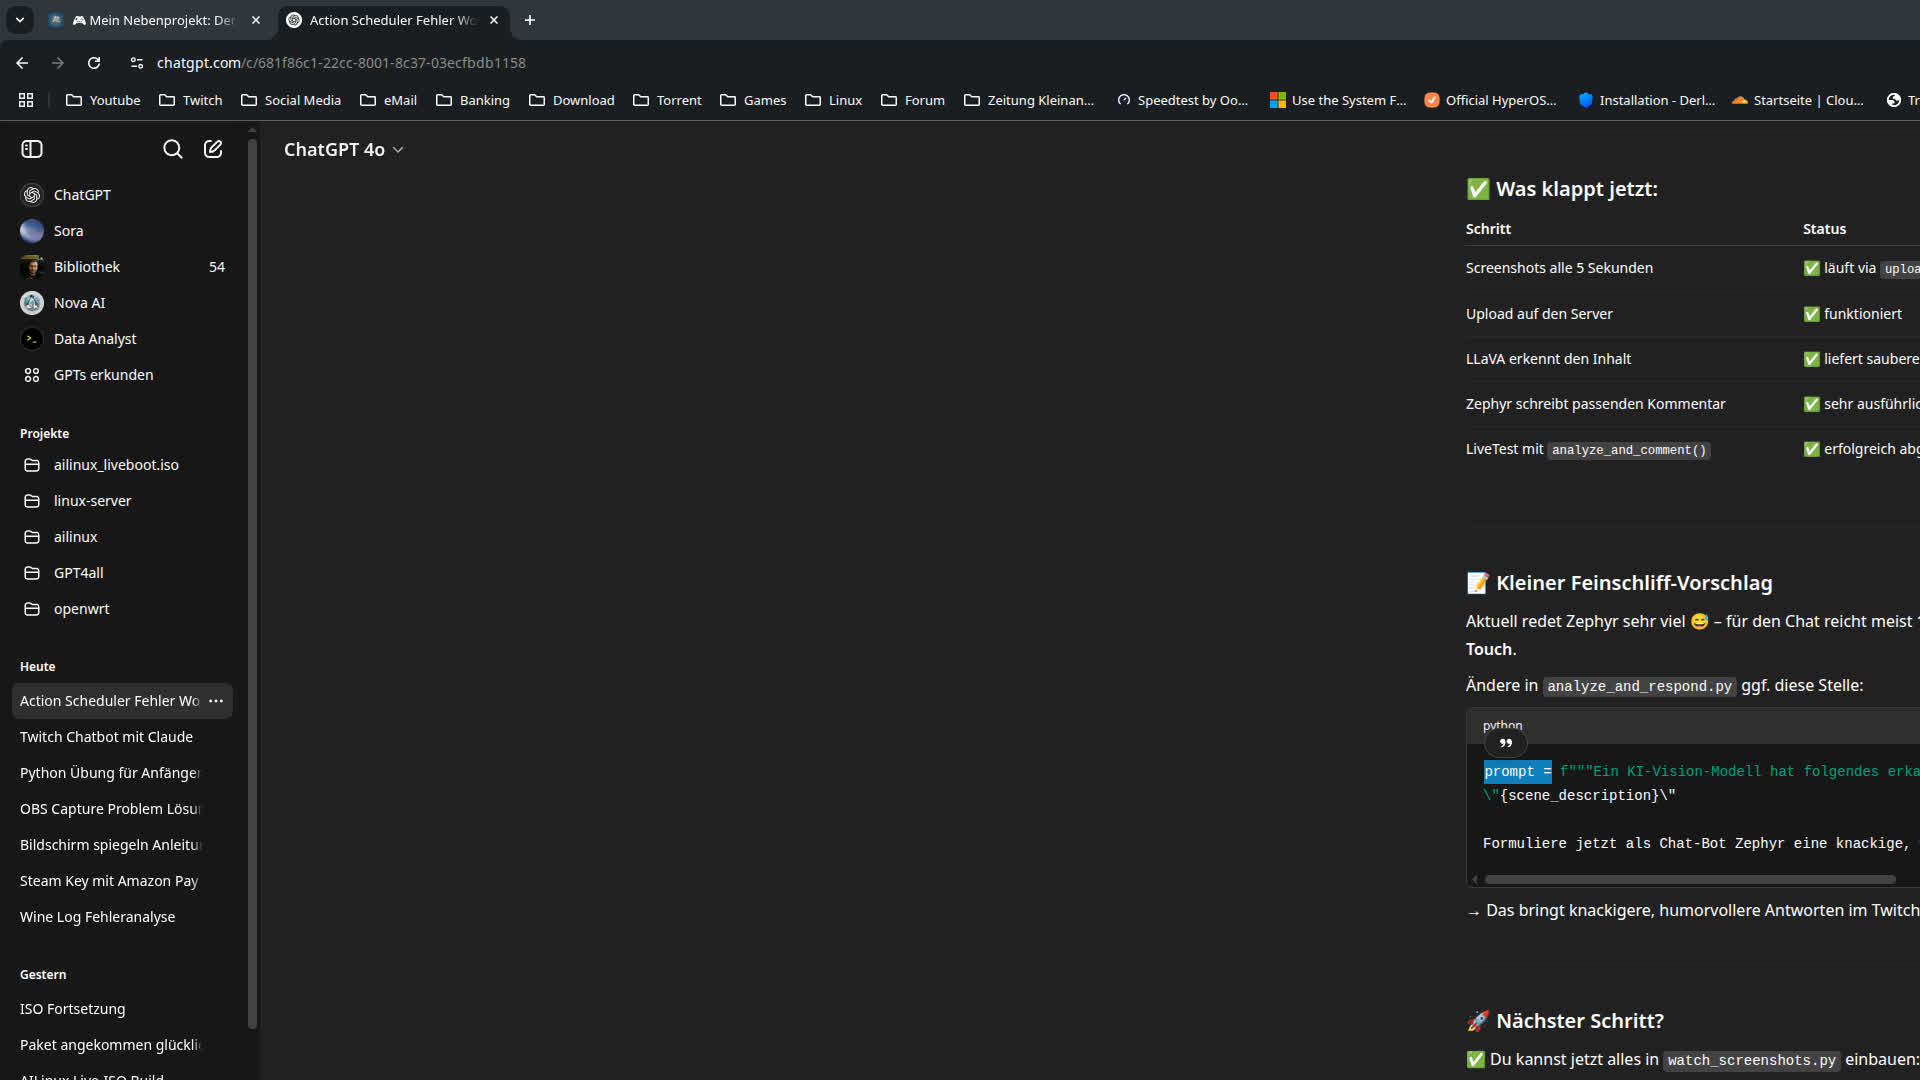 Mein Nebenprojekt: Der
Action Scheduler Fehler Wo
chatgpt.com/c/681f86c1-22cc-8001-8c37-03ecfbdb1158
Youtube
Twitch
Social Media
eMail
Banking
Download
Torrent
Games
Linux
Forum
Zeitung Kleinan...
Speedtest by Oo...
Use the System F...
Official HyperOS...
Installation - Derl...
Startseite | Clou...
Tr
ChatGPT 4o
ChatGPT
Sora
Bibliothek 54
Nova AI
Data Analyst
GPTs erkunden
Projekte
ailinux_liveboot.iso
linux-server
ailinux
GPT4all
openwrt
Heute
Action Scheduler Fehler Wo
Twitch Chatbot mit Claude
Python Übung für Anfänger
OBS Capture Problem Lösu
Bildschirm spiegeln Anleitu
Steam Key mit Amazon Pay
Wine Log Fehleranalyse
Gestern
ISO Fortsetzung
Paket angekommen glückli
AILinux Live ISO Build
✅ Was klappt jetzt:
Schritt Status
Screenshots alle 5 Sekunden ✅ läuft via uploa
Upload auf den Server ✅ funktioniert
LLaVA erkennt den Inhalt ✅ liefert saubere
Zephyr schreibt passenden Kommentar ✅ sehr ausführlic
LiveTest mit analyze_and_comment() ✅ erfolgreich abg
📝 Kleiner Feinschliff-Vorschlag
Aktuell redet Zephyr sehr viel 😅 – für den Chat reicht meist
Touch.
Ändere in analyze_and_respond.py ggf. diese Stelle:
python
prompt = f"""Ein KI-Vision-Modell hat folgendes erka
\"{scene_description}\"
Formuliere jetzt als Chat-Bot Zephyr eine knackige,
→ Das bringt knackigere, humorvollere Antworten im Twitch
🚀 Nächster Schritt?
✅ Du kannst jetzt alles in watch_screenshots.py einbauen: